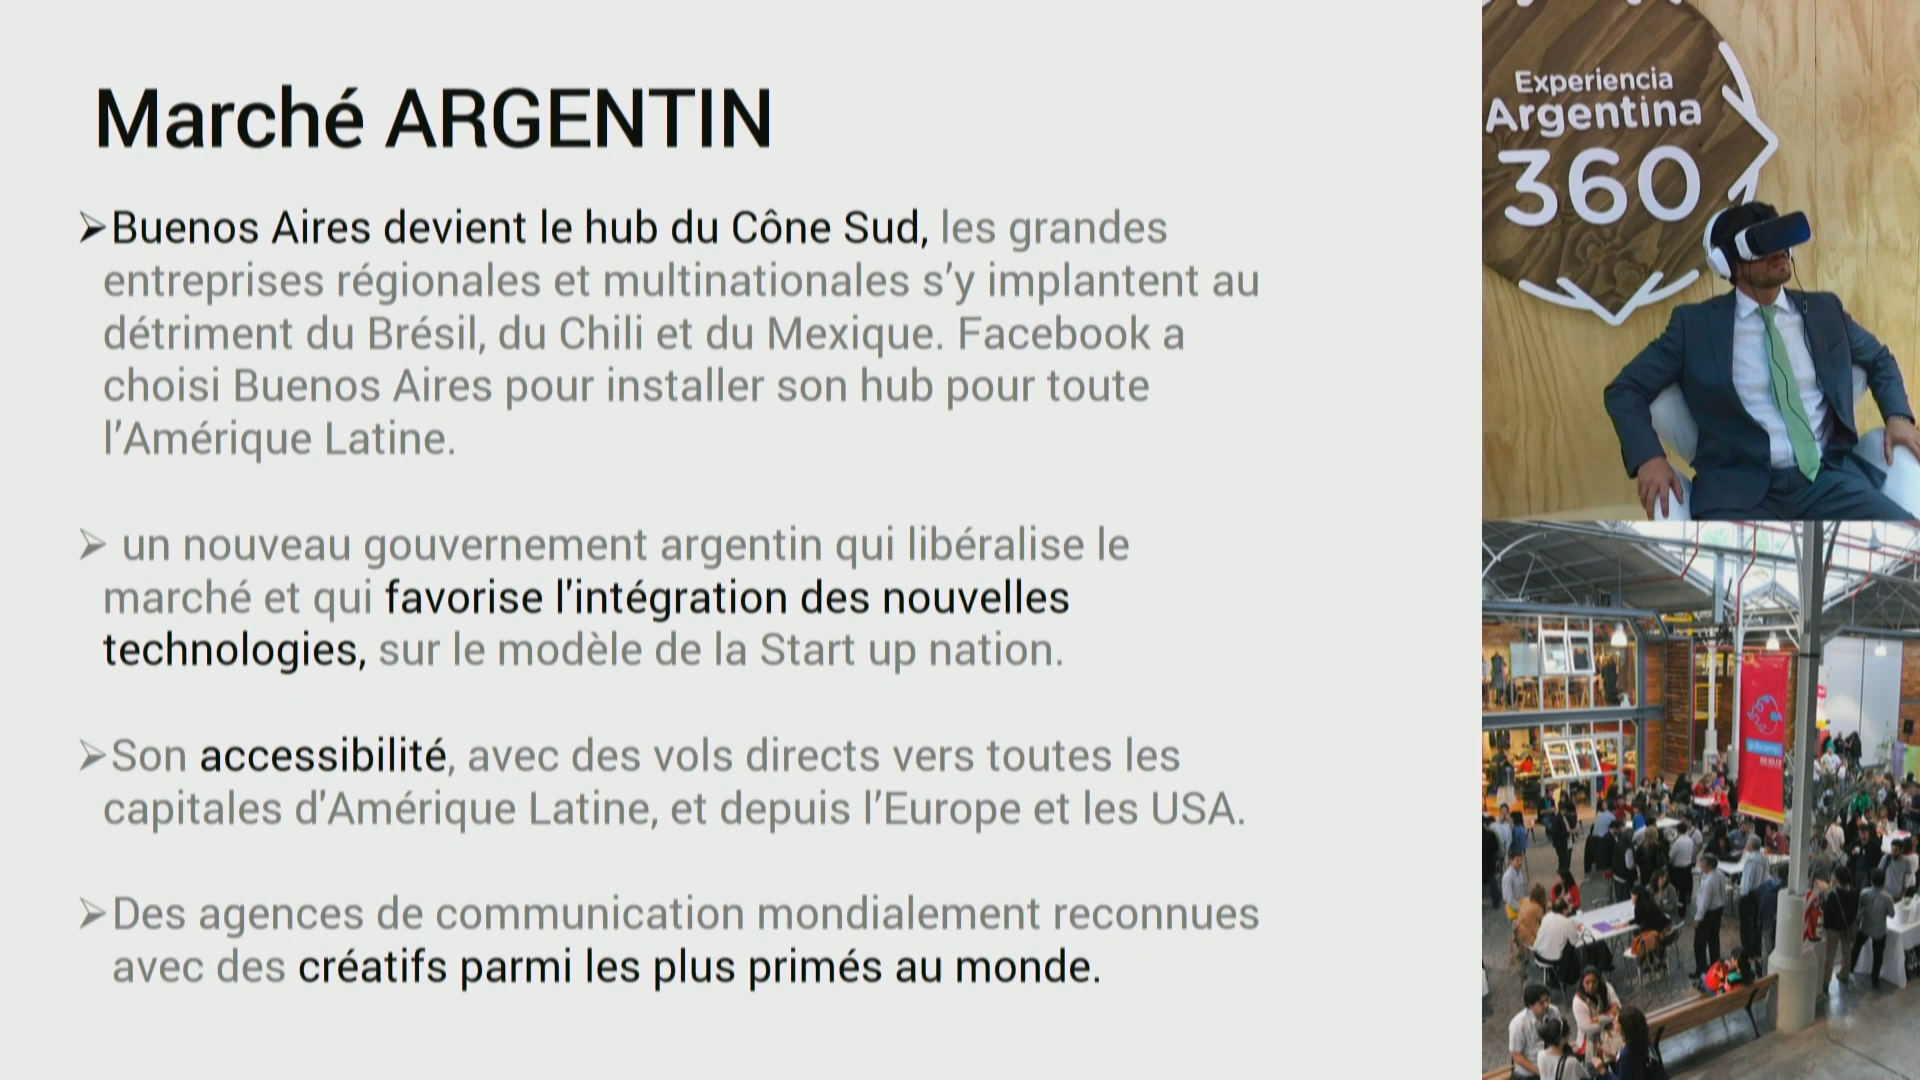 Marché ARGENTIN
➢Buenos Aires devient le hub du Cône Sud, les grandes
entreprises régionales et multinationales s’y implantent au
détriment du Brésil, du Chili et du Mexique. Facebook a
choisi Buenos Aires pour installer son hub pour toute
l’Amérique Latine.
➢ un nouveau gouvernement argentin qui libéralise le
marché et qui favorise l'intégration des nouvelles
technologies, sur le modèle de la Start up nation.
➢Son accessibilité, avec des vols directs vers toutes les
capitales d'Amérique Latine, et depuis l’Europe et les USA.
➢Des agences de communication mondialement reconnues
avec des créatifs parmi les plus primés au monde.
Experiencia
Argentina
360